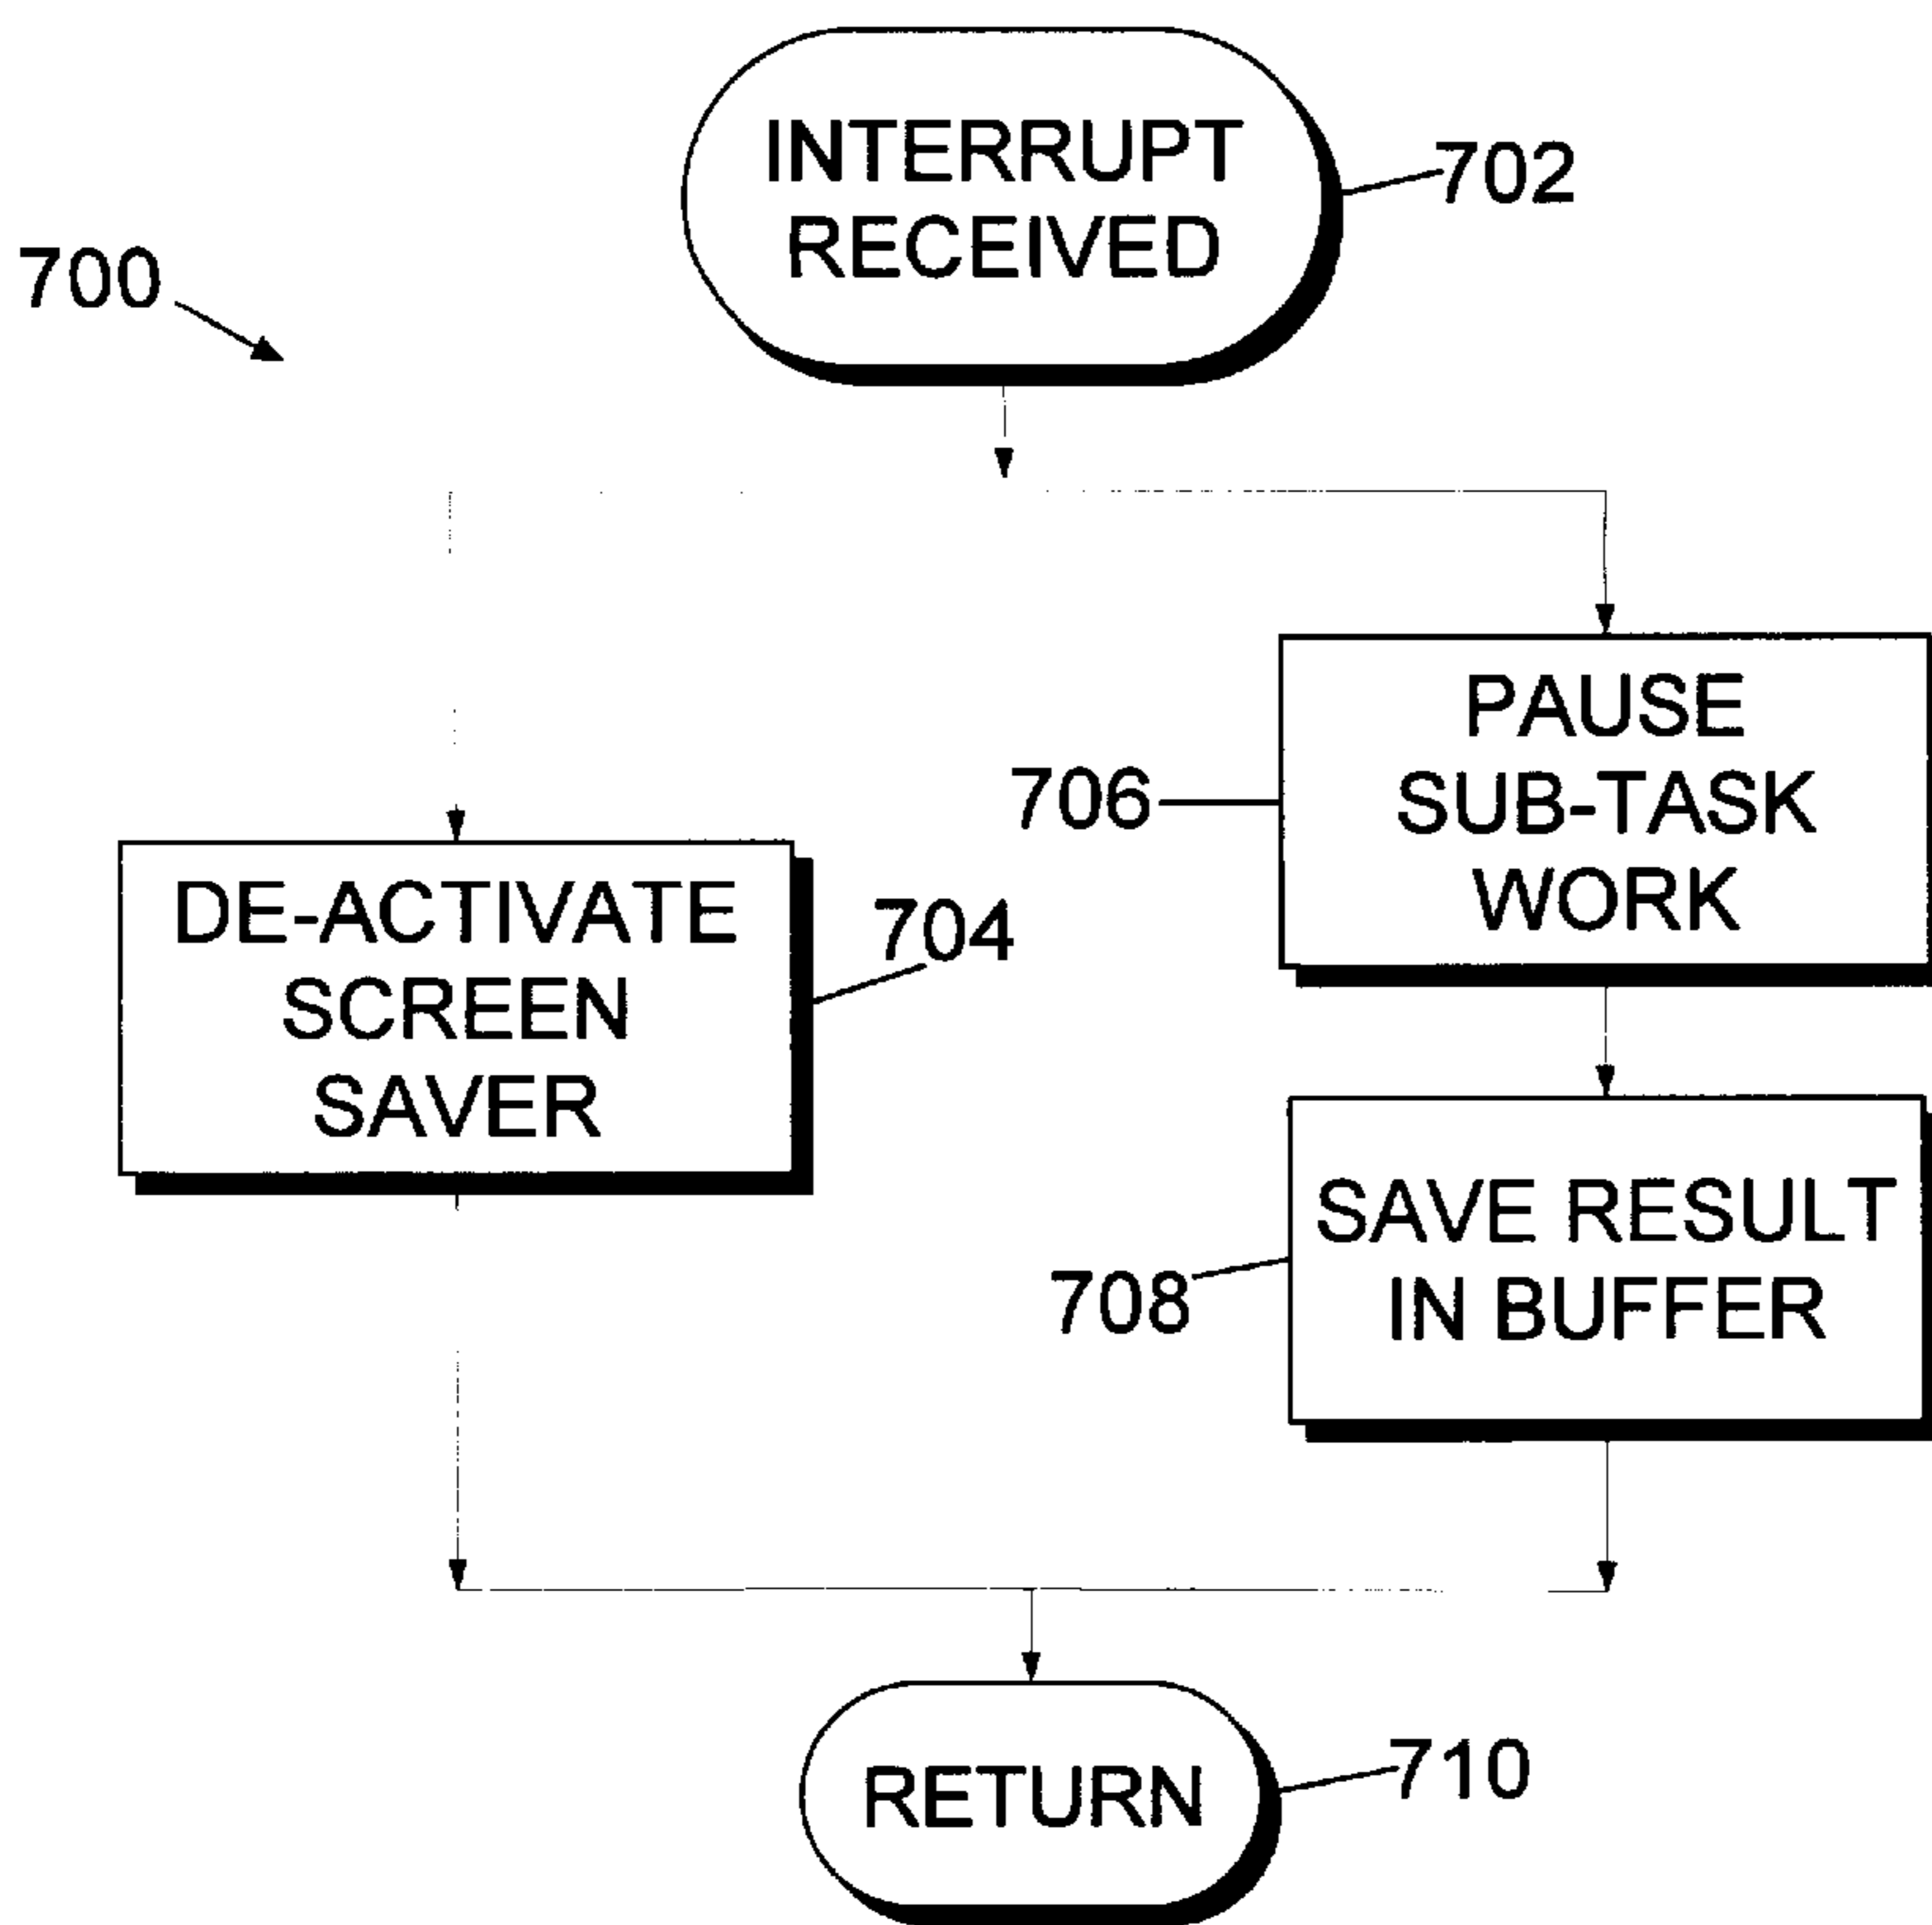 INTERRUPT
RECEIVED
702
700
PAUSE
SUB-TASK
WORK
706
DE-ACTIVATE
SCREEN
SAVER
704
SAVE RESULT
IN BUFFER
708
RETURN
710